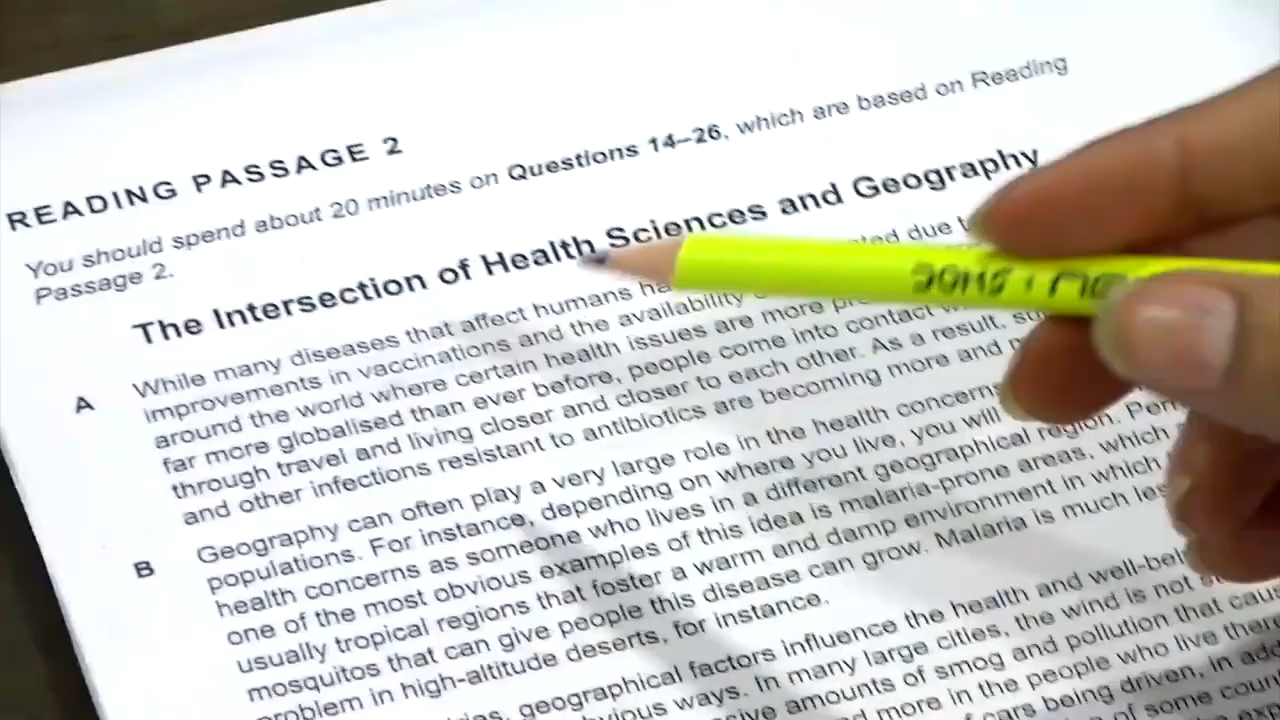 READING PASSAGE 2
You should spend about 20 minutes on Questions 14–26, which are based on Reading
Passage 2.
The Intersection of Health Sciences and Geography
A While many diseases that affect humans due
improvements in vaccinations and the availability
around the world where certain health issues are more
far more globalised than ever before, people come into contact
through travel and living closer and closer to each other. As a result,
and other infections resistant to antibiotics are becoming more and
B Geography can often play a very large role in the health concerns
populations. For instance, depending on where you live, you will
health concerns as someone who lives in a different geographical region.
one of the most obvious examples of this idea is malaria-prone areas, which
usually tropical regions that foster a warm and damp environment in which
mosquitos that can give people this disease can grow. Malaria is much
problem in high-altitude deserts, for instance.
geographical factors influence the health and
ways. In many large cities, the wind is not
amounts of smog and pollution that
more in the people who live there
cars being driven, In
of some